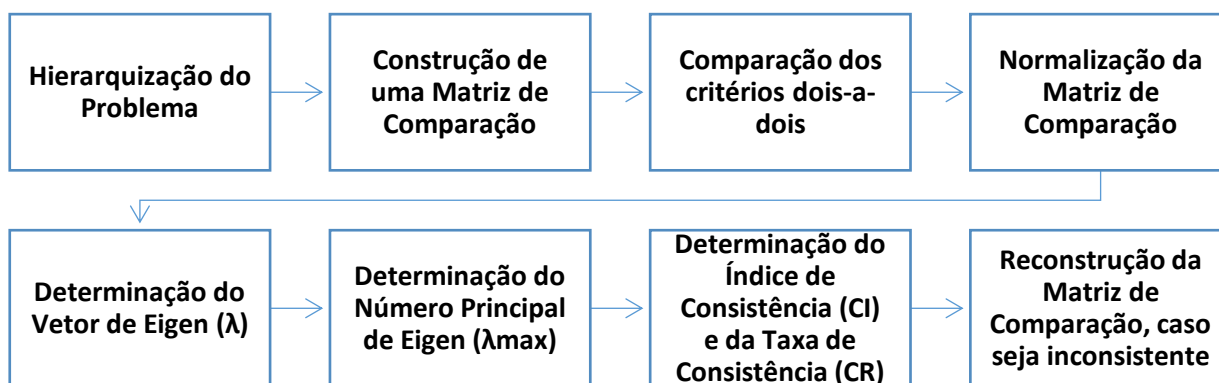 Hierarquização do
Problema
Construção de
uma Matriz de
Comparação
Comparação dos
critérios dois-a-
dois
Normalização da
Matriz de
Comparação
Determinação do
Vetor de Eigen (λ)
Determinação do
Número Principal
de Eigen (λmax)
Determinação do
Índice de
Consistência (CI)
e da Taxa de
Consistência (CR)
Reconstrução da
Matriz de
Comparação, caso
seja inconsistente